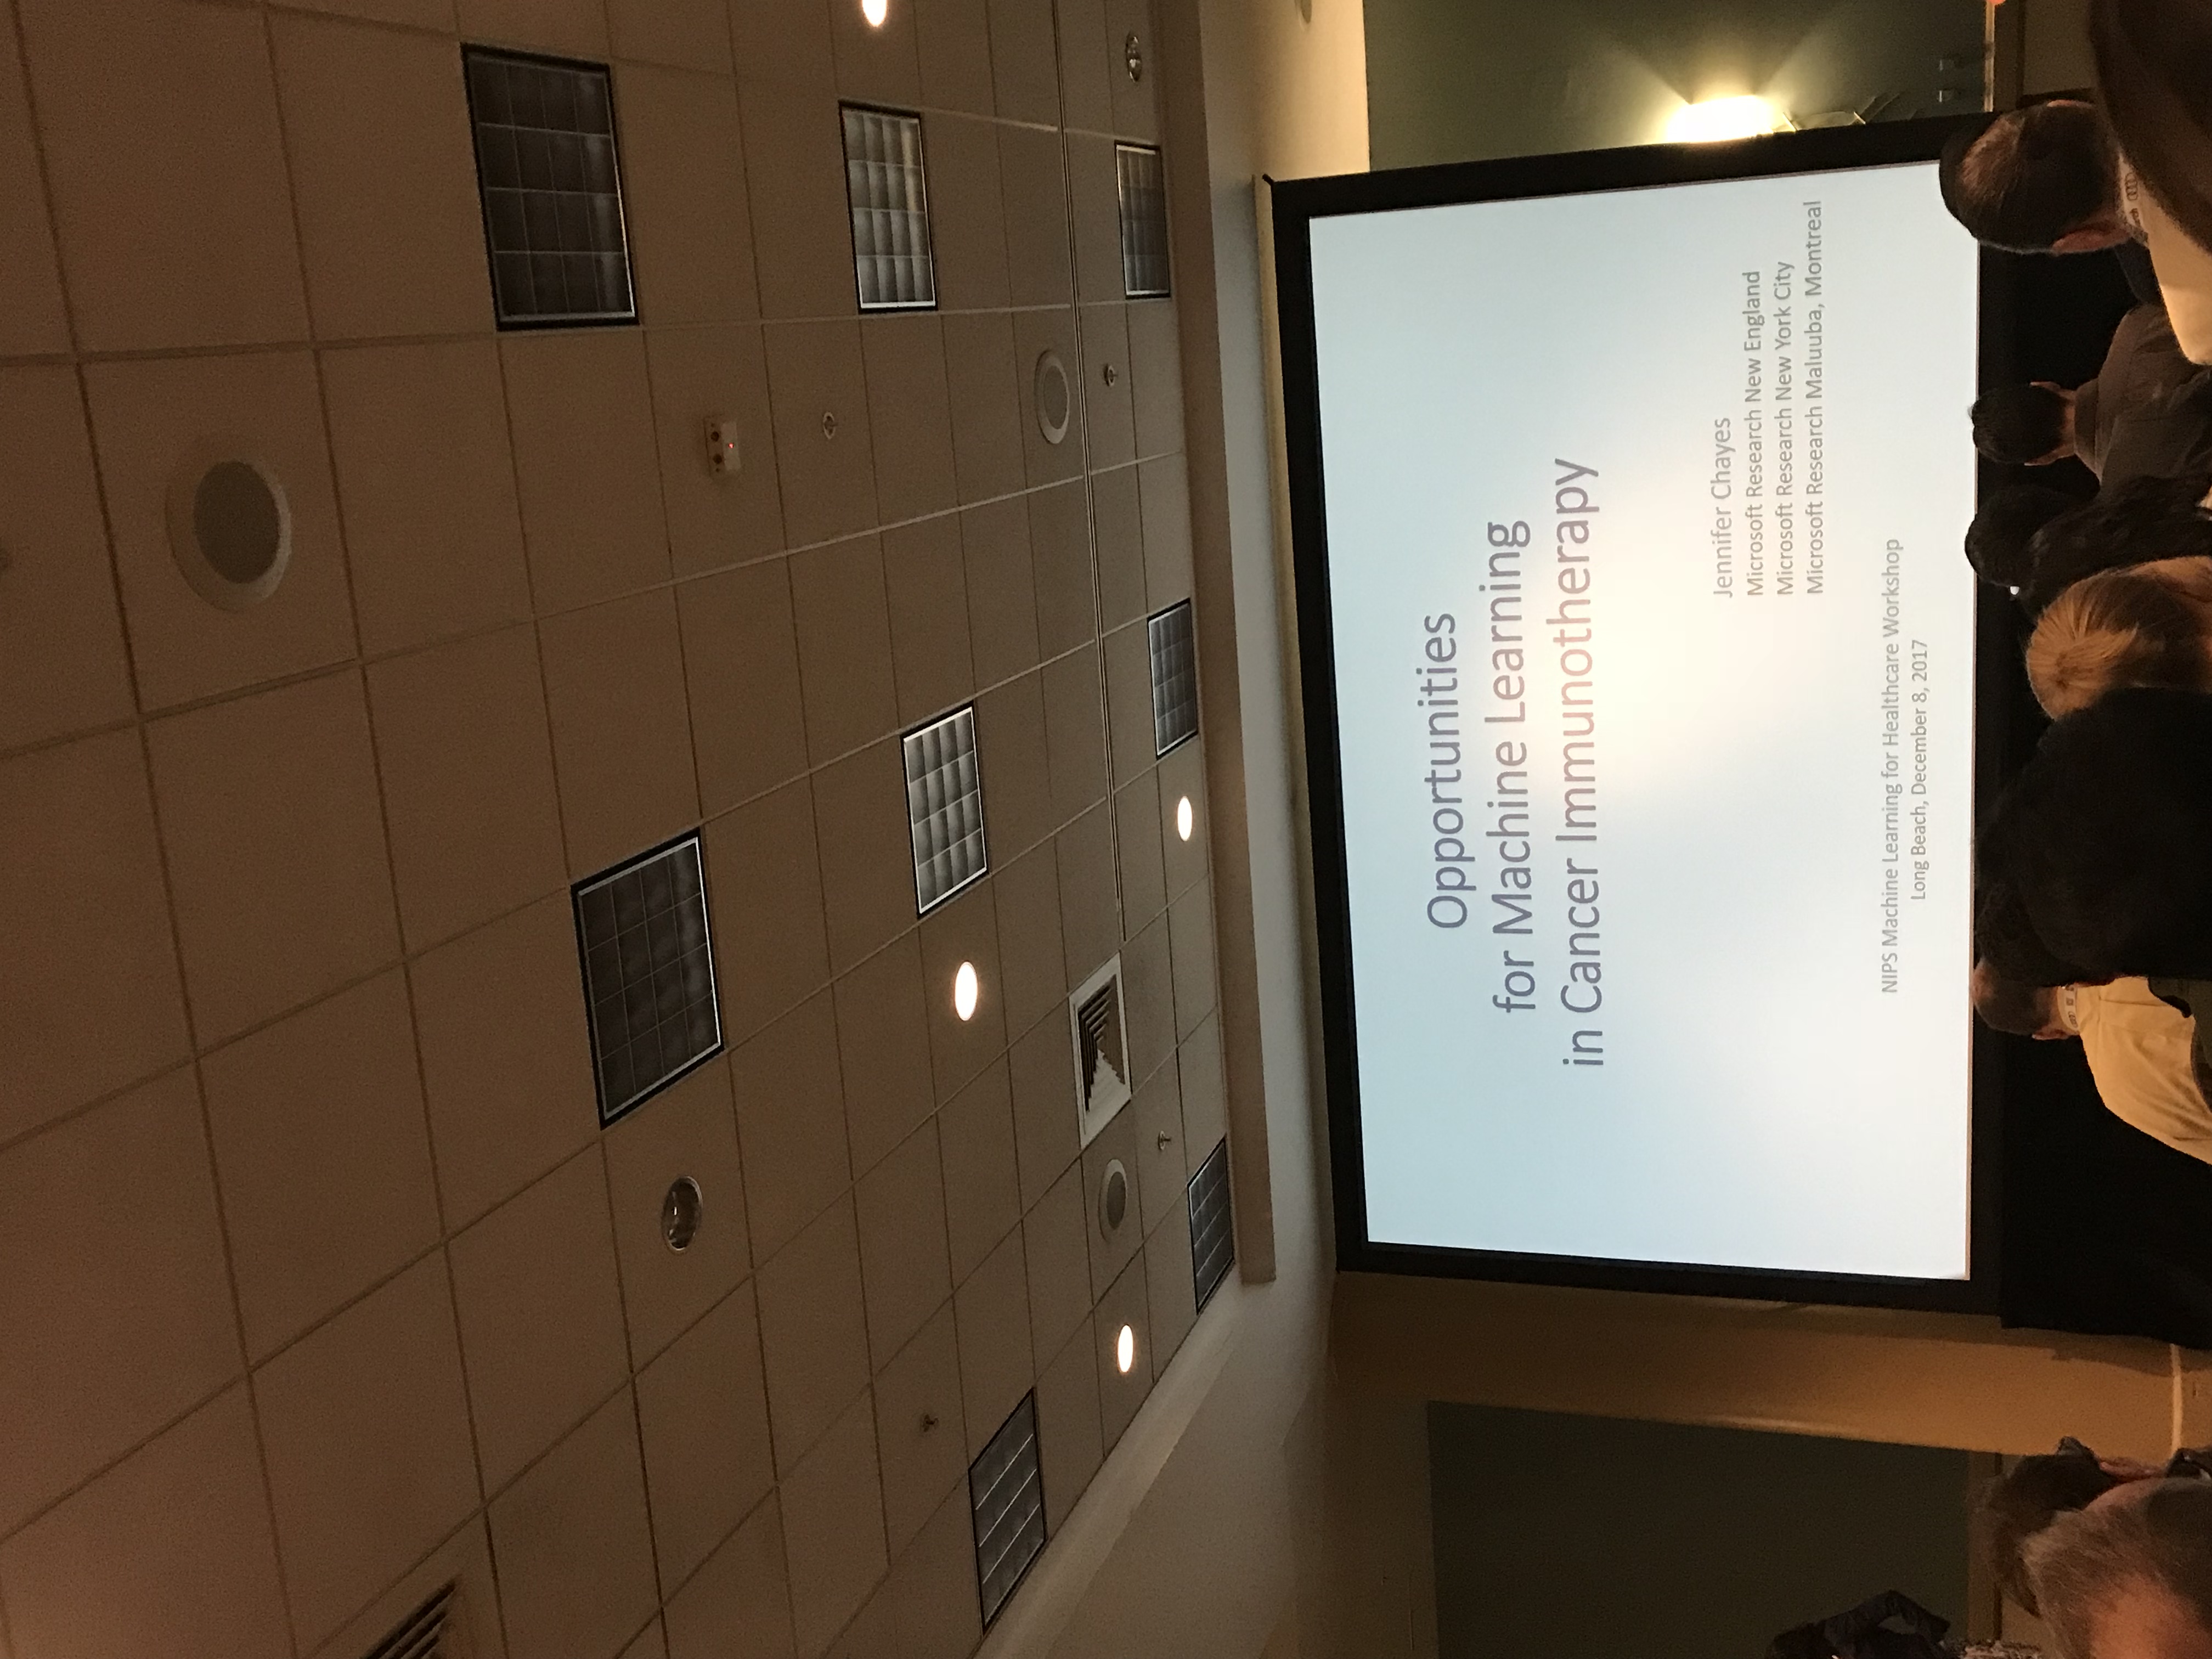 Opportunities
for Machine Learning
in Cancer Immunotherapy
Jennifer Chayes
Microsoft Research New England
Microsoft Research New York City
Microsoft Research Maluuba, Montreal
NIPS Machine Learning for Healthcare Workshop
Long Beach, December 8, 2017